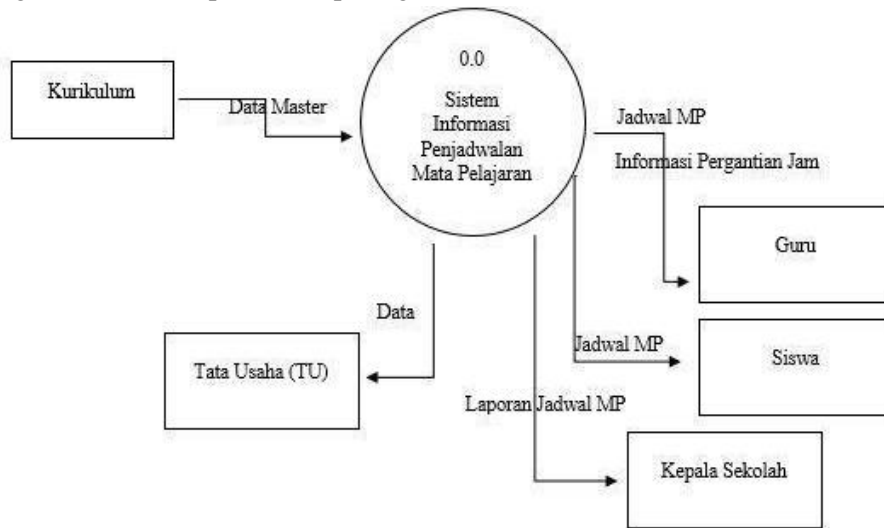 0.0
Kurikulum
Data Master
Sistem
Informasi
Penjadwalan
Mata Pelajaran
Jadwal MP
Informasi Pergantian Jam
Guru
Data
Tata Usaha (TU)
Jadwal MP
Siswa
Laporan Jadwal MP
Kepala Sekolah